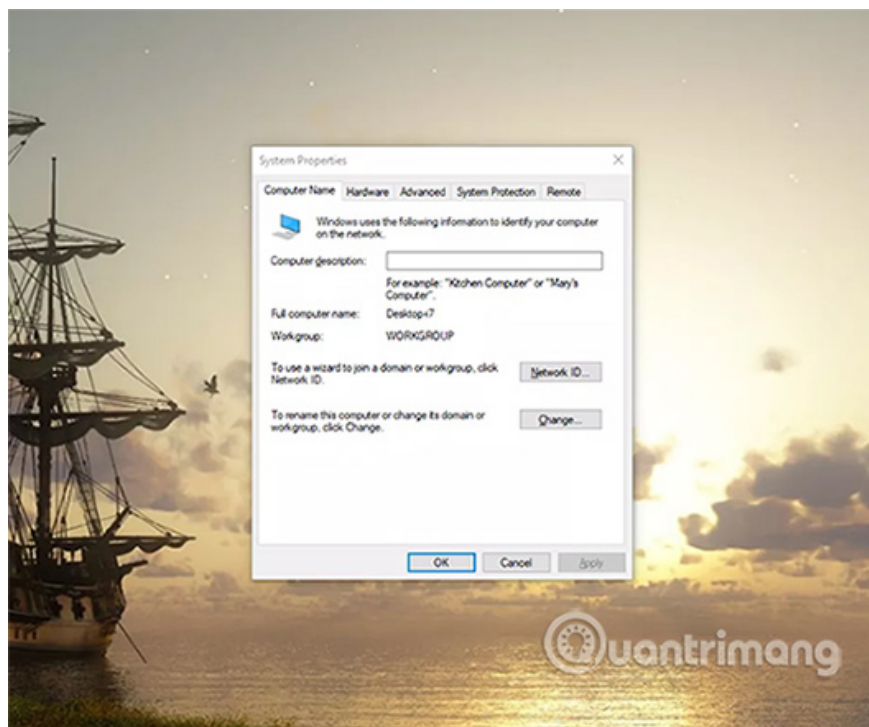 System Properties
Computer Name Hardware Advanced System Protection Remote
Windows uses the following information to identify your computer
on the network.
Computer description:
For example: "Kitchen Computer" or "Mary's
Computer".
Full computer name: Desktop-i7
Workgroup: WORKGROUP
To use a wizard to join a domain or workgroup, click
Network ID.
Network ID...
To rename this computer or change its domain or
workgroup, click Change.
Change...
OK Cancel Apply
Quantrimang